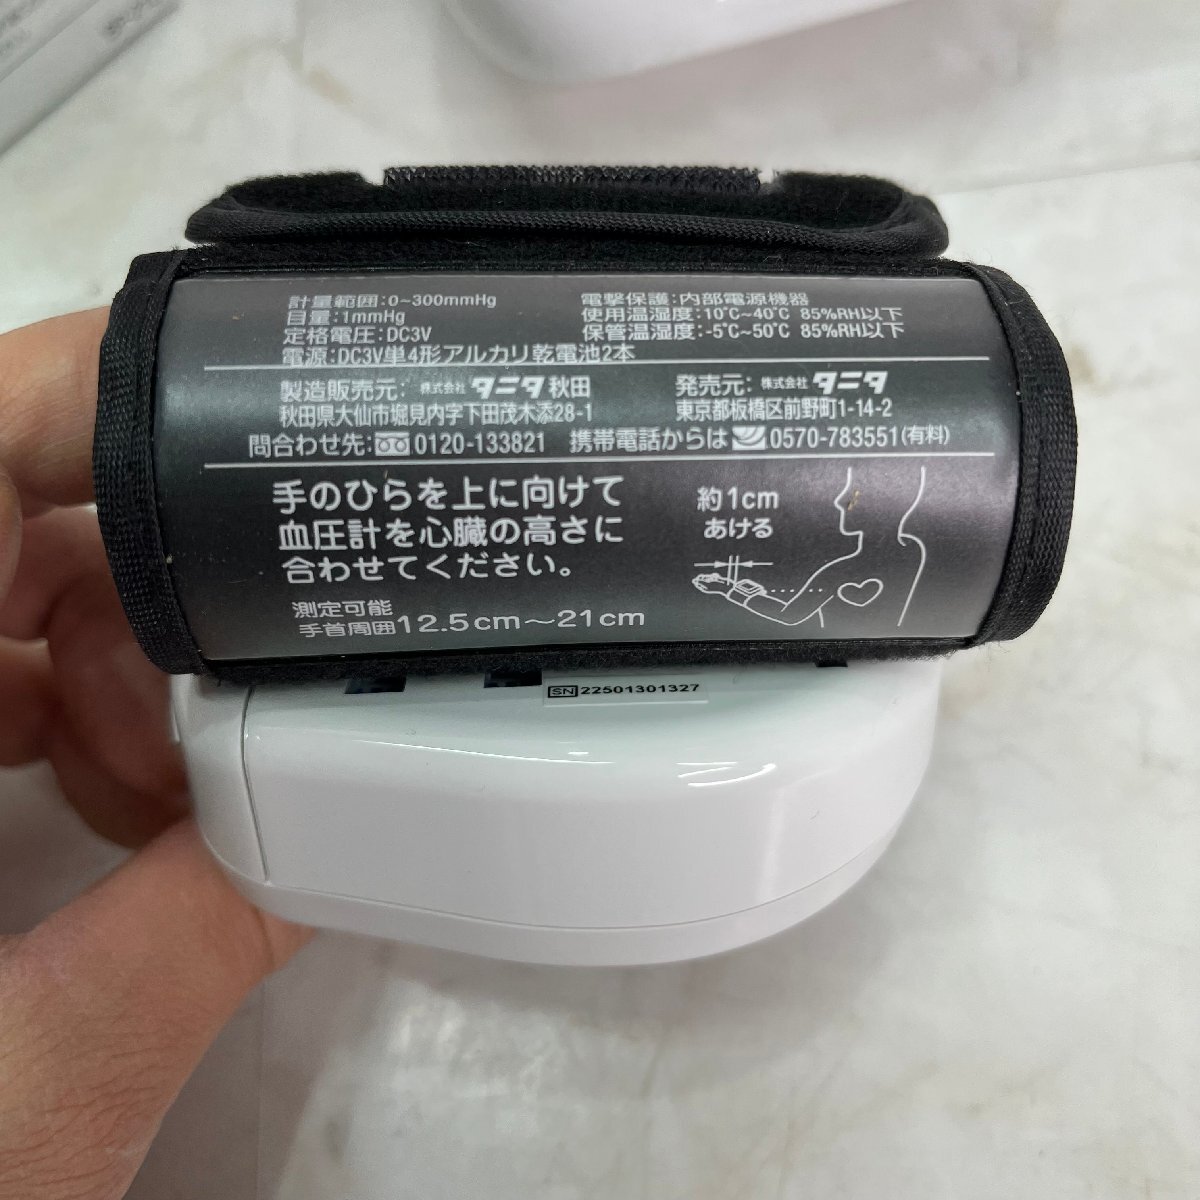 計量範囲:0~300mmHg
目量:1mmHg
定格電圧:DC3V
電源:DC3V単4形アルカリ乾電池2本
電撃保護:内部電源機器
使用温湿度:10℃~40℃ 85%RH以下
保管温湿度:-5℃~50℃ 85%RH以下
製造販売元: 株式会社 タニタ秋田
秋田県大仙市堀見内字下田茂木添28-1
発売元: 株式会社 タニタ
東京都板橋区前野町1-14-2
問合わせ先: 0120-133821 携帯電話からは 0570-783551(有料)
手のひらを上に向けて
血圧計を心臓の高さに
合わせてください。
約1cm
あける
測定可能
手首周囲12.5cm～21cm
SN 22501301327